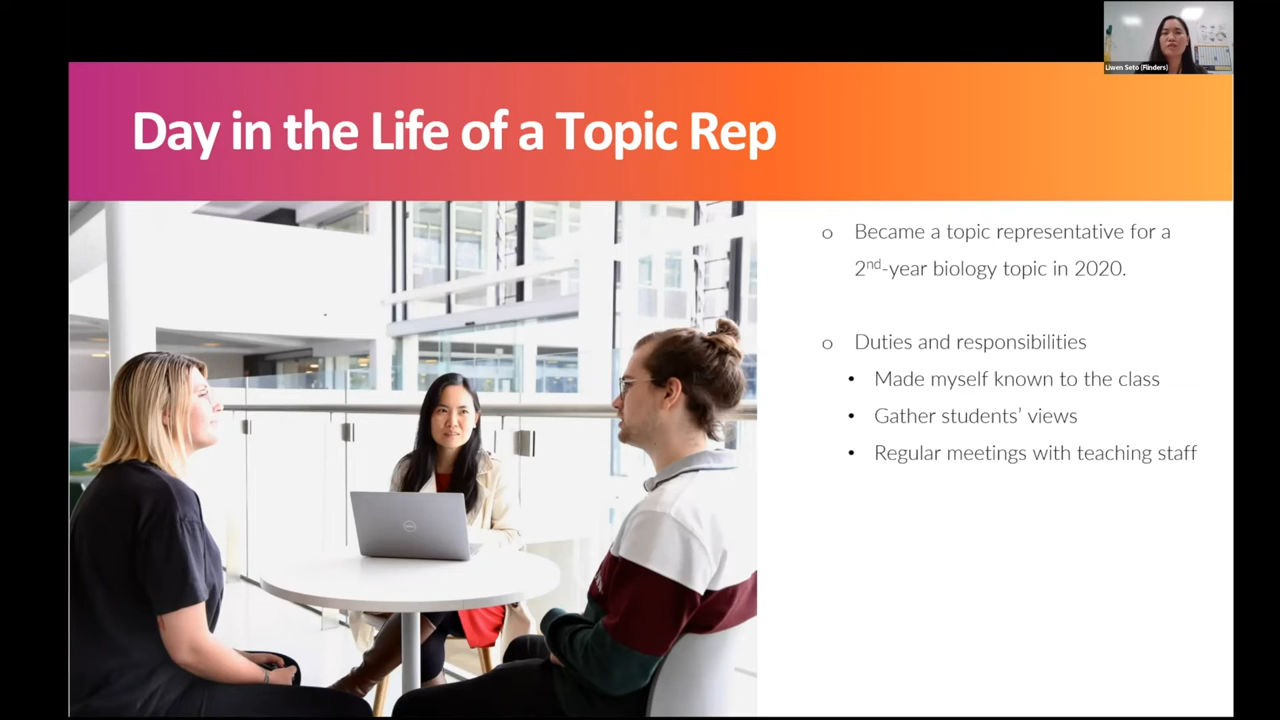 Liwen Seto (Flinders)
Day in the Life of a Topic Rep
o Became a topic representative for a
2nd-year biology topic in 2020.
o Duties and responsibilities
• Made myself known to the class
• Gather students’ views
• Regular meetings with teaching staff
DELL